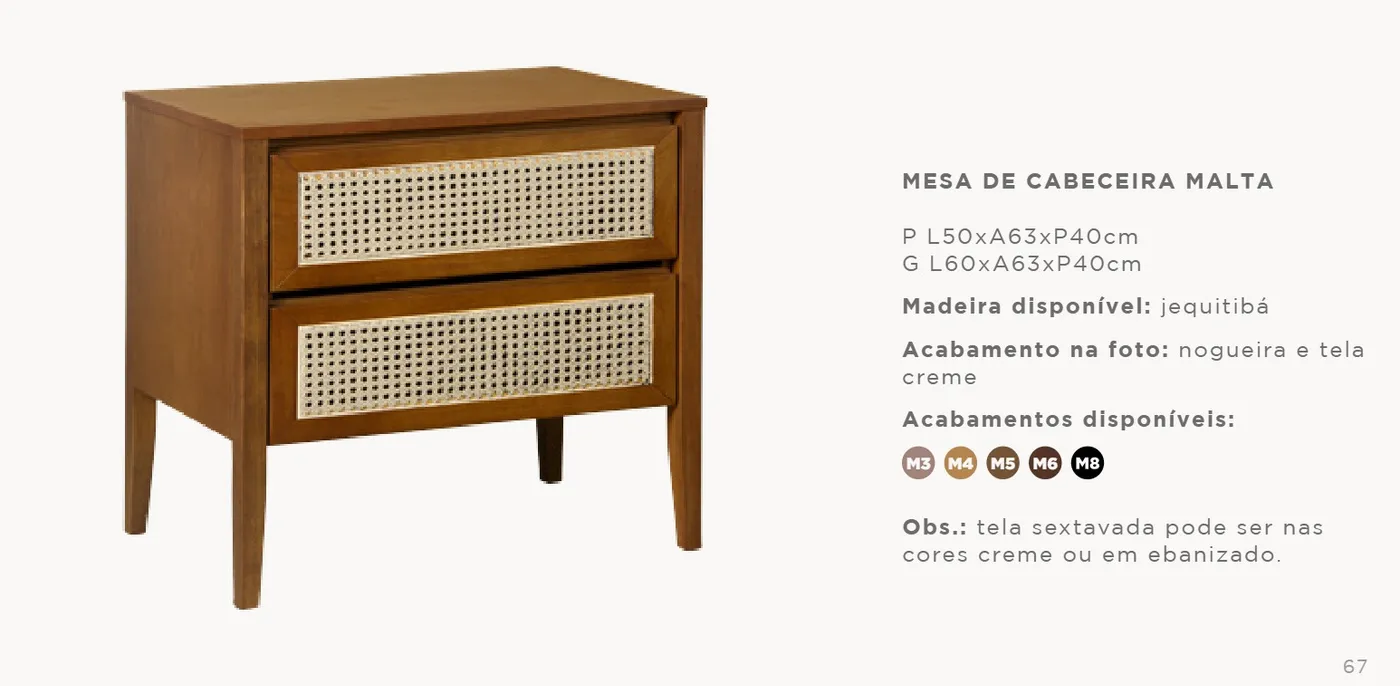 MESA DE CABECEIRA MALTA
P L50xA63xP40cm
G L60xA63xP40cm
Madeira disponível: jequitibá
Acabamento na foto: nogueira e tela
creme
Acabamentos disponíveis:
M3 M4 M5 M6 M8
Obs.: tela sextavada pode ser nas
cores creme ou em ebanizado.
67